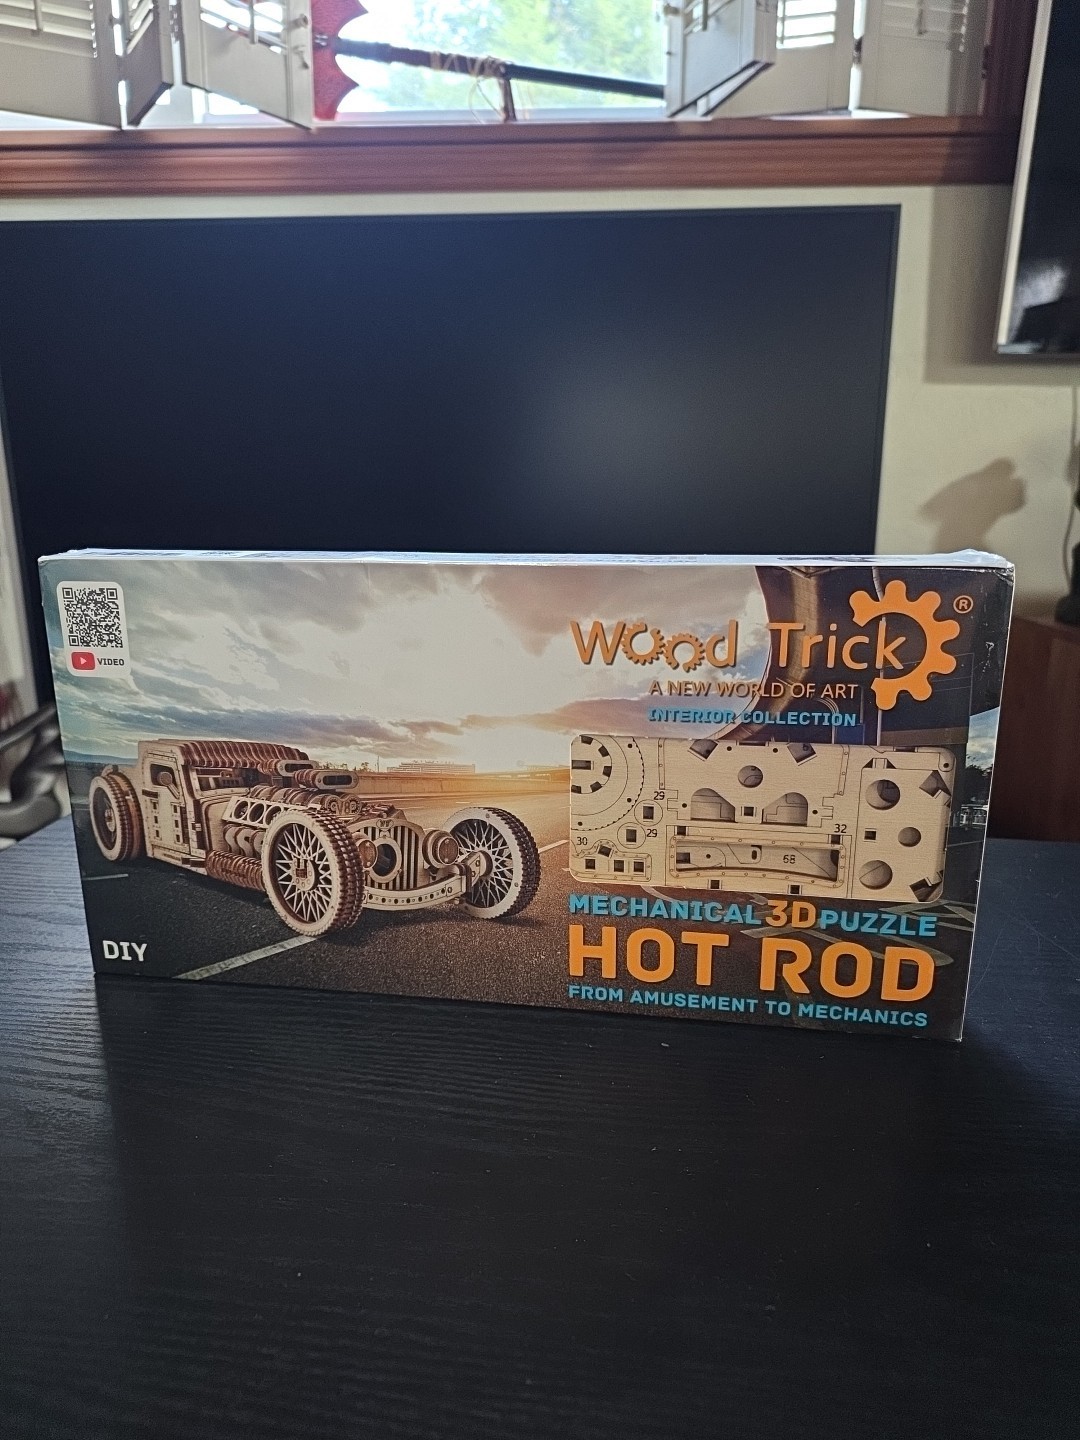 VIDEO
Wood Trick®
A NEW WORLD OF ART
INTERIOR COLLECTION
29
29
32
30
68
MECHANICAL 3D PUZZLE
HOT ROD
FROM AMUSEMENT TO MECHANICS
DIY